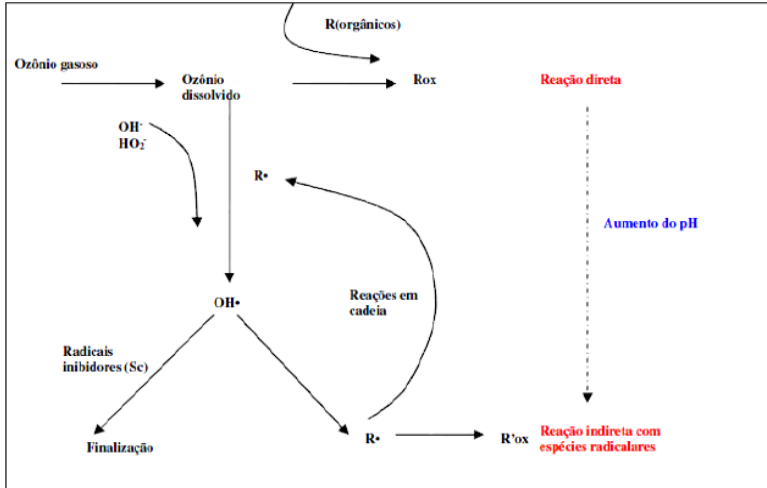 R(orgânicos)
Ozônio gasoso
Ozônio
dissolvido
Rox
Reação direta
OH-
HO2-
R•
Aumento do pH
OH•
Reações em
cadeia
Radicais
inibidores (Sc)
Finalização
R•
R'ox
Reação indireta com
espécies radicalares